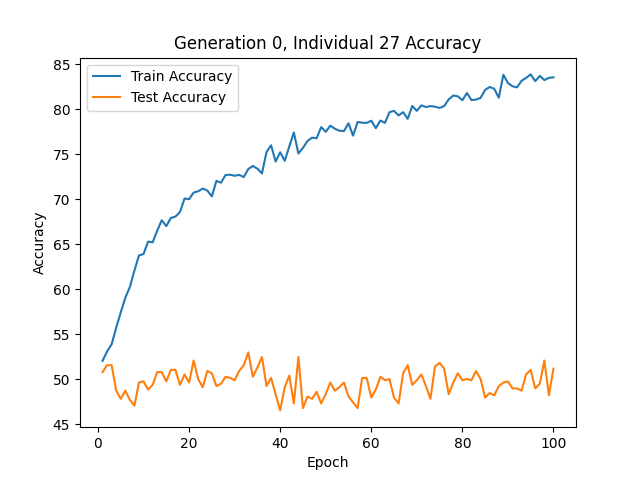 Generation 0, Individual 27 Accuracy
Train Accuracy
Test Accuracy
85
80
75
70
65
60
55
50
45
Accuracy
0 20 40 60 80 100
Epoch